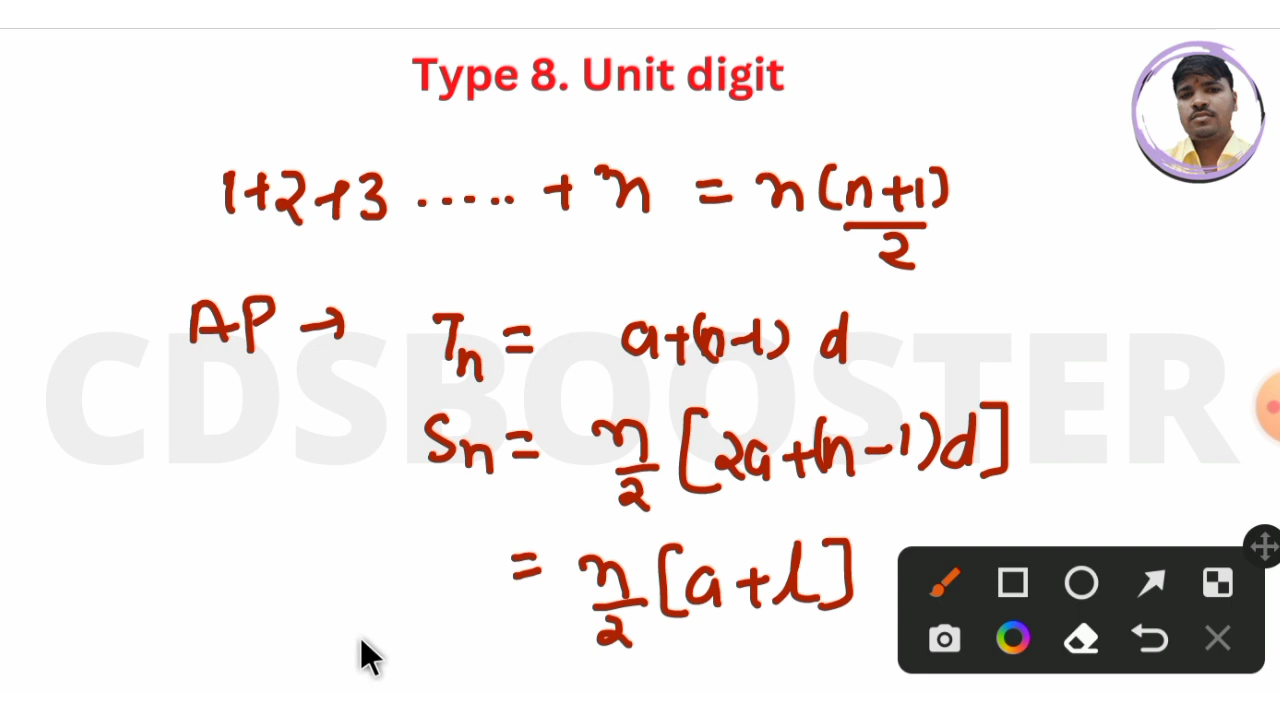 Type 8. Unit digit
1+2+3 ..... + n = n(n+1)/2
AP → Tn = a+(n-1) d
CDSBOOSTER
Sn = n/2 [2a+(n-1)d]
= n/2 [a+l]